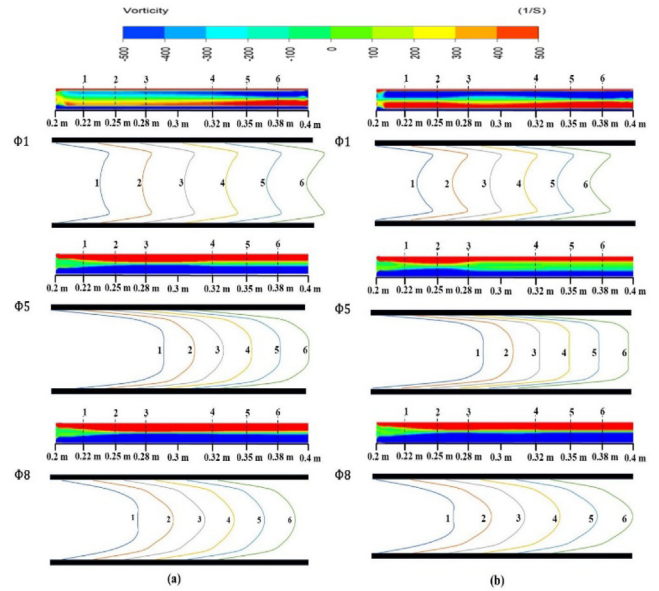 Vorticity (1/S)
-500 -400 -200 -100 0 100 200 300 400 500
1 2 3 4 5 6
0.2 m 0.22 m 0.25 m 0.28 m 0.3 m 0.32 m 0.35 m 0.38 m 0.4 m
Φ1
1 2 3 4 5 6
1 2 3 4 5 6
0.2 m 0.22 m 0.25 m 0.28 m 0.3 m 0.32 m 0.35 m 0.38 m 0.4 m
Φ5
1 2 3 4 5 6
1 2 3 4 5 6
0.2 m 0.22 m 0.25 m 0.28 m 0.3 m 0.32 m 0.35 m 0.38 m 0.4 m
Φ8
1 2 3 4 5 6
(a)
1 2 3 4 5 6
0.2 m 0.22 m 0.25 m 0.28 m 0.3 m 0.32 m 0.35 m 0.38 m 0.4 m
Φ1
1 2 3 4 5 6
1 2 3 4 5 6
0.2 m 0.22 m 0.25 m 0.28 m 0.3 m 0.32 m 0.35 m 0.38 m 0.4 m
Φ5
1 2 3 4 5 6
1 2 3 4 5 6
0.2 m 0.22 m 0.25 m 0.28 m 0.3 m 0.32 m 0.35 m 0.38 m 0.4 m
Φ8
1 2 3 4 5 6
(b)